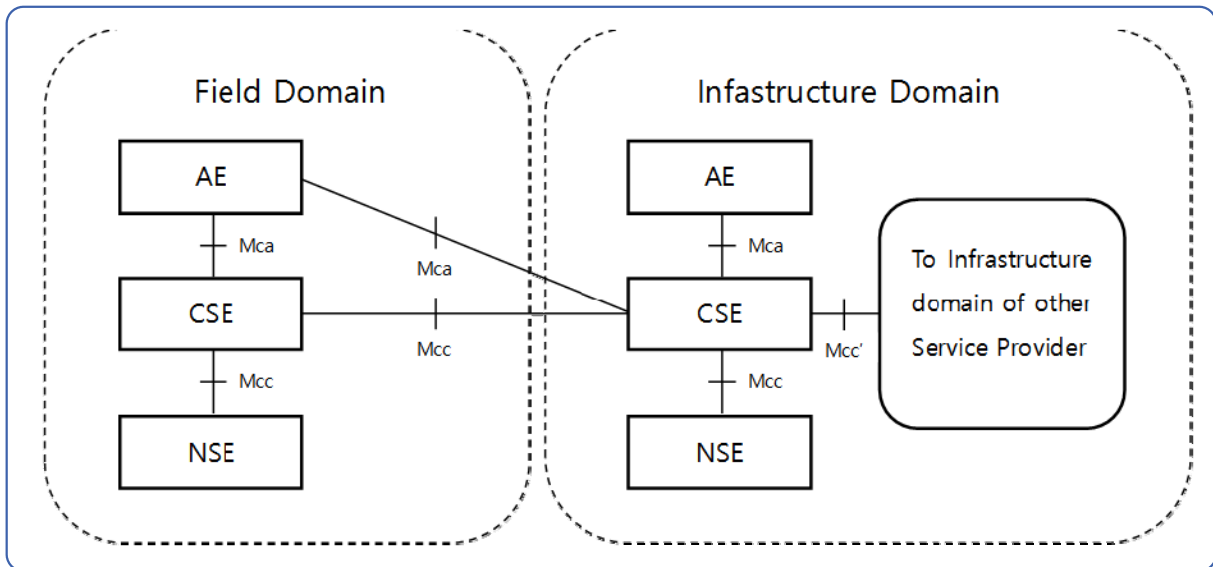 Field Domain
Infastructure Domain
AE
AE
Mca
Mca
Mca
CSE
CSE
Mcc
Mcc'
To Infrastructure
domain of other
Service Provider
Mcc
Mcc
NSE
NSE